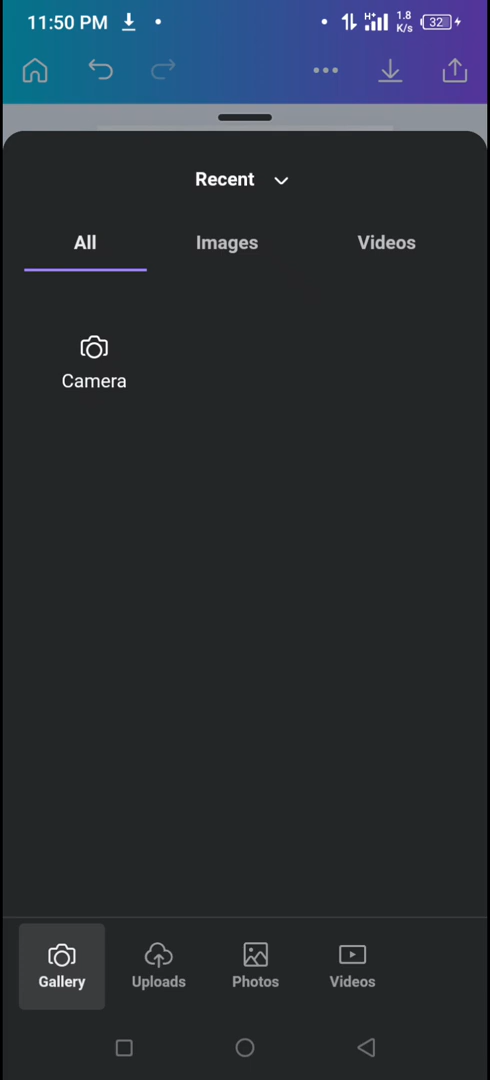 11:50 PM H+ 1.8 K/s 32
Recent
All Images Videos
Camera
Gallery Uploads Photos Videos